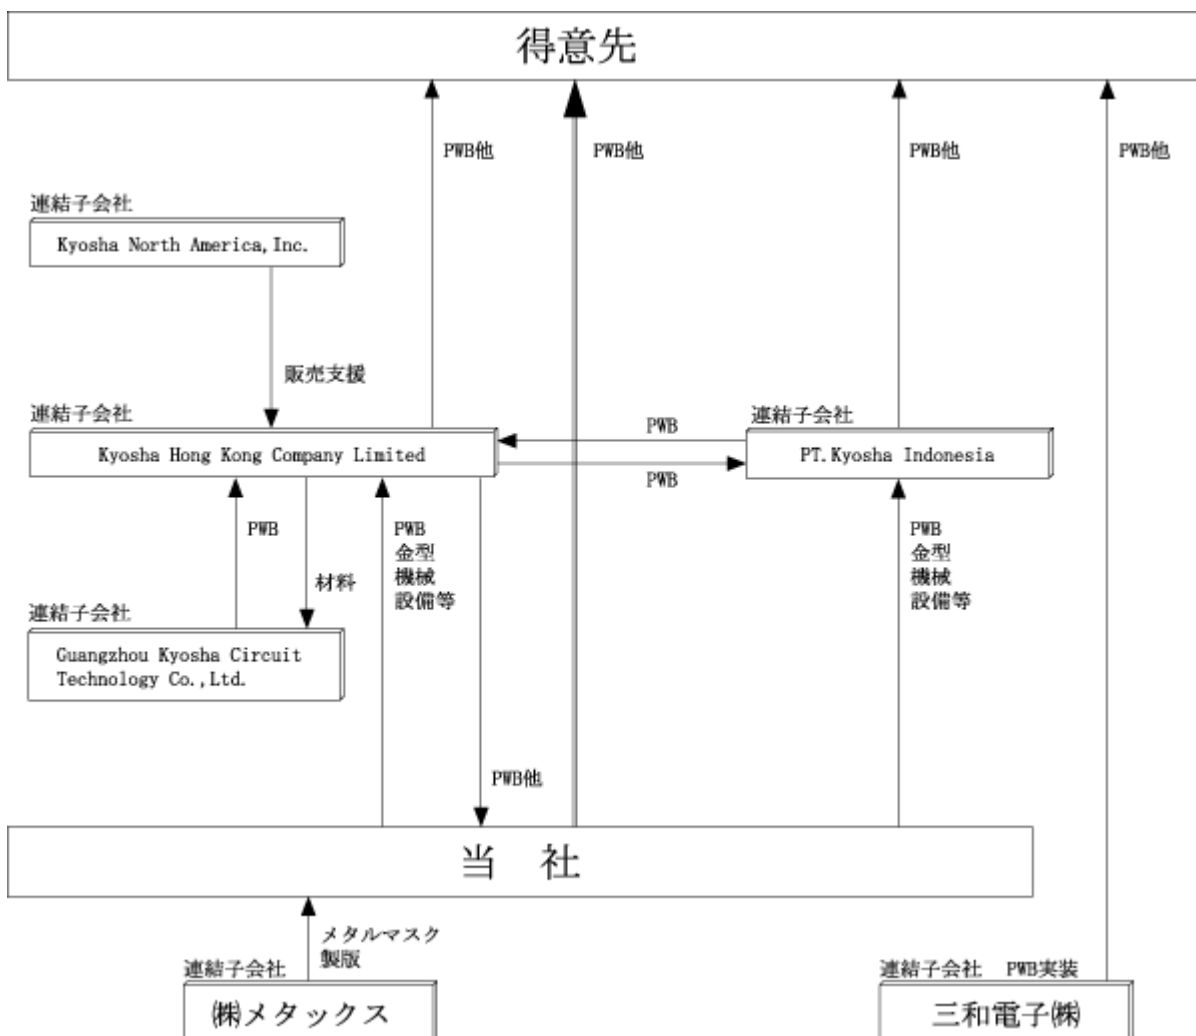 得意先
PWB他
PWB他
PWB他
PWB他
連結子会社
Kyosha North America,Inc.
販売支援
連結子会社
Kyosha Hong Kong Company Limited
PWB
PWB
連結子会社
PT.Kyosha Indonesia
PWB
材料
PWB
金型
機械
設備等
PWB
金型
機械
設備等
連結子会社
Guangzhou Kyosha Circuit
Technology Co.,Ltd.
PWB他
当 社
メタルマスク
製版
連結子会社
㈱メタックス
連結子会社 PWB実装
三和電子㈱